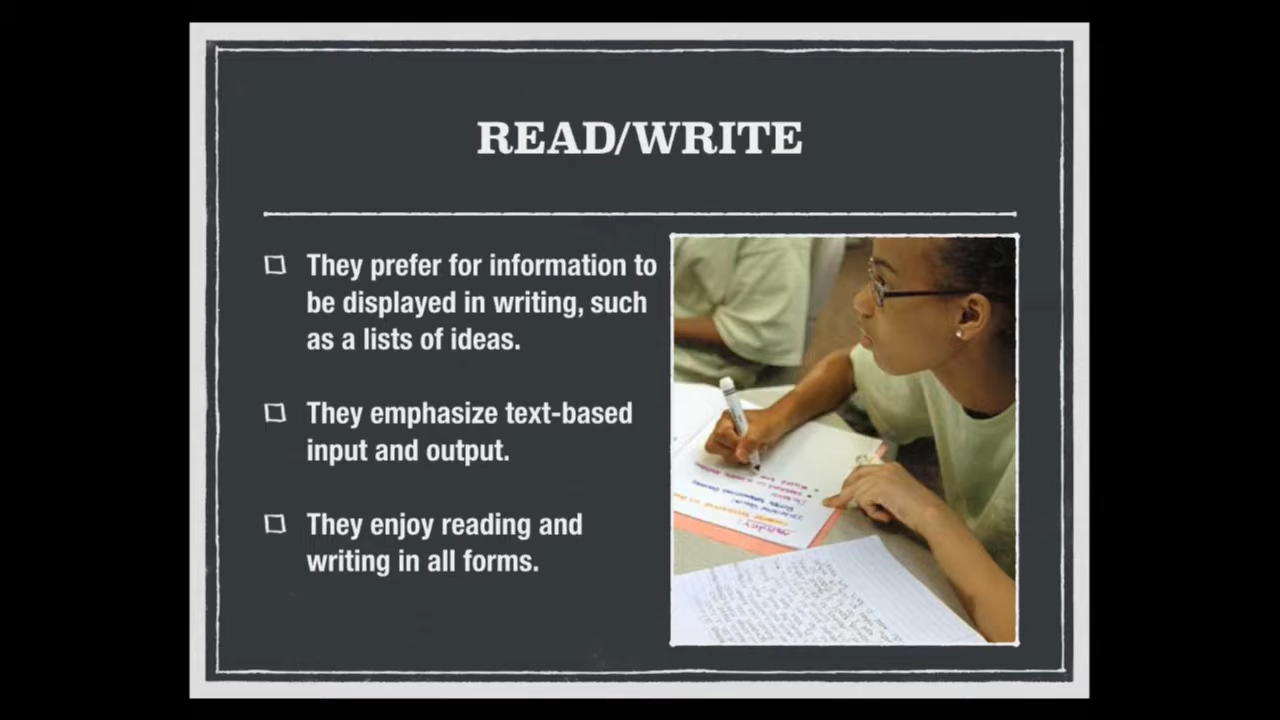 READ/WRITE
They prefer for information to
be displayed in writing, such
as a lists of ideas.
They emphasize text-based
input and output.
They enjoy reading and
writing in all forms.